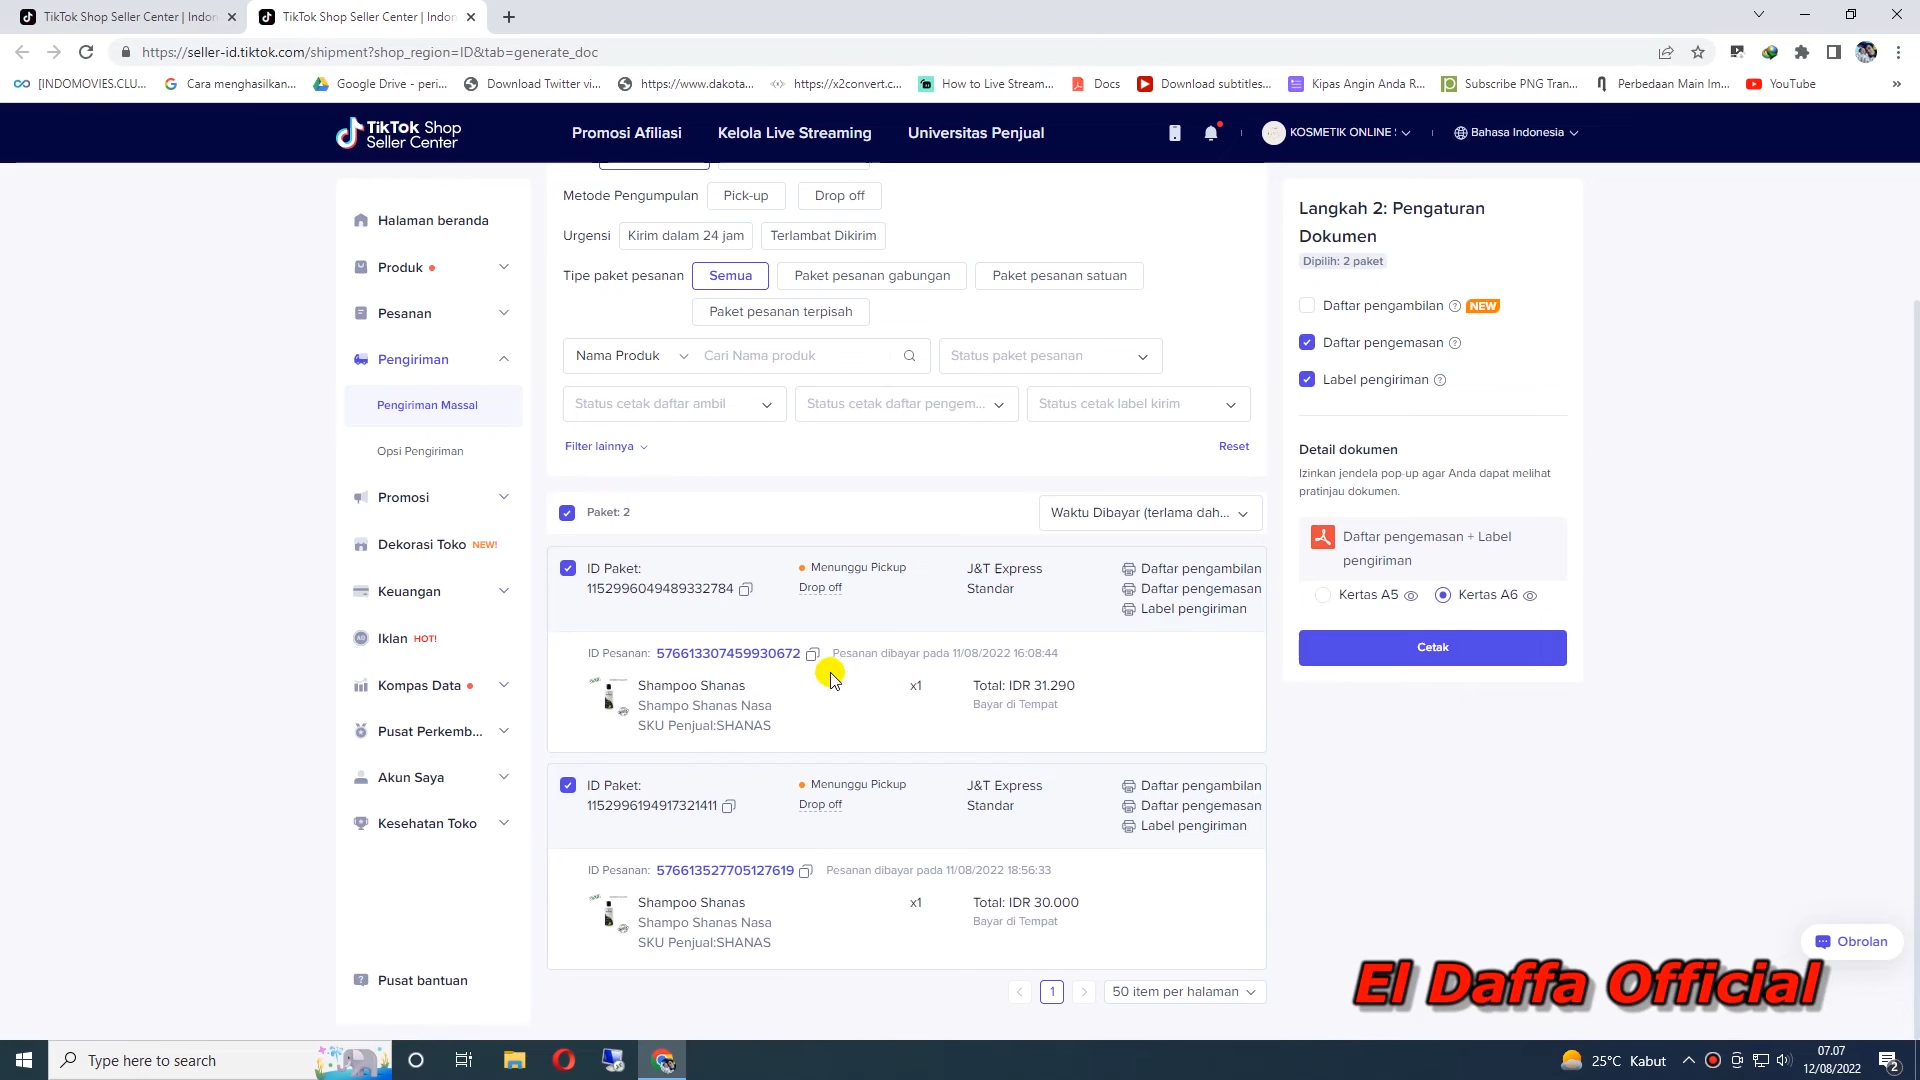 TikTok Shop Seller Center | Indon
TikTok Shop Seller Center | Indon
https://seller-id.tiktok.com/shipment?shop_region=ID&tab=generate_doc
[INDOMOVIES.CLU...
Cara menghasilkan...
Google Drive - peri...
Download Twitter vi...
https://www.dakota...
https://x2convert.c...
How to Live Stream...
Docs
Download subtitles...
Kipas Angin Anda R...
Subscribe PNG Tran...
Perbedaan Main Im...
YouTube
»
TikTok Shop
Seller Center
Promosi Afiliasi
Kelola Live Streaming
Universitas Penjual
KOSMETIK ONLINE
Bahasa Indonesia
Halaman beranda
Produk
Pesanan
Pengiriman
Pengiriman Massal
Opsi Pengiriman
Promosi
Dekorasi Toko NEW!
Keuangan
Iklan HOT!
Kompas Data
Pusat Perkemb...
Akun Saya
Kesehatan Toko
Pusat bantuan
Metode Pengumpulan Pick-up Drop off
Urgensi Kirim dalam 24 jam Terlambat Dikirim
Tipe paket pesanan Semua Paket pesanan gabungan Paket pesanan satuan
Paket pesanan terpisah
Nama Produk Cari Nama produk Status paket pesanan
Status cetak daftar ambil Status cetak daftar pengem... Status cetak label kirim
Filter lainnya Reset
Paket: 2 Waktu Dibayar (terlama dah...
ID Paket: Menunggu Pickup J&T Express Daftar pengambilan
1152996049489332784 Drop off Standar Daftar pengemasan
Label pengiriman
ID Pesanan: 576613307459930672 Pesanan dibayar pada 11/08/2022 16:08:44
Shampoo Shanas x1 Total: IDR 31.290
Shampo Shanas Nasa Bayar di Tempat
SKU Penjual:SHANAS
ID Paket: Menunggu Pickup J&T Express Daftar pengambilan
1152996194917321411 Drop off Standar Daftar pengemasan
Label pengiriman
ID Pesanan: 576613527705127619 Pesanan dibayar pada 11/08/2022 18:56:33
Shampoo Shanas x1 Total: IDR 30.000
Shampo Shanas Nasa Bayar di Tempat
SKU Penjual:SHANAS
1 50 item per halaman
Langkah 2: Pengaturan
Dokumen
Dipilih: 2 paket
Daftar pengambilan NEW
Daftar pengemasan
Label pengiriman
Detail dokumen
Izinkan jendela pop-up agar Anda dapat melihat
pratinjau dokumen.
Daftar pengemasan + Label
pengiriman
Kertas A5 Kertas A6
Cetak
Obrolan
El Daffa Official
Type here to search
25°C Kabut
07.07
12/08/2022
2